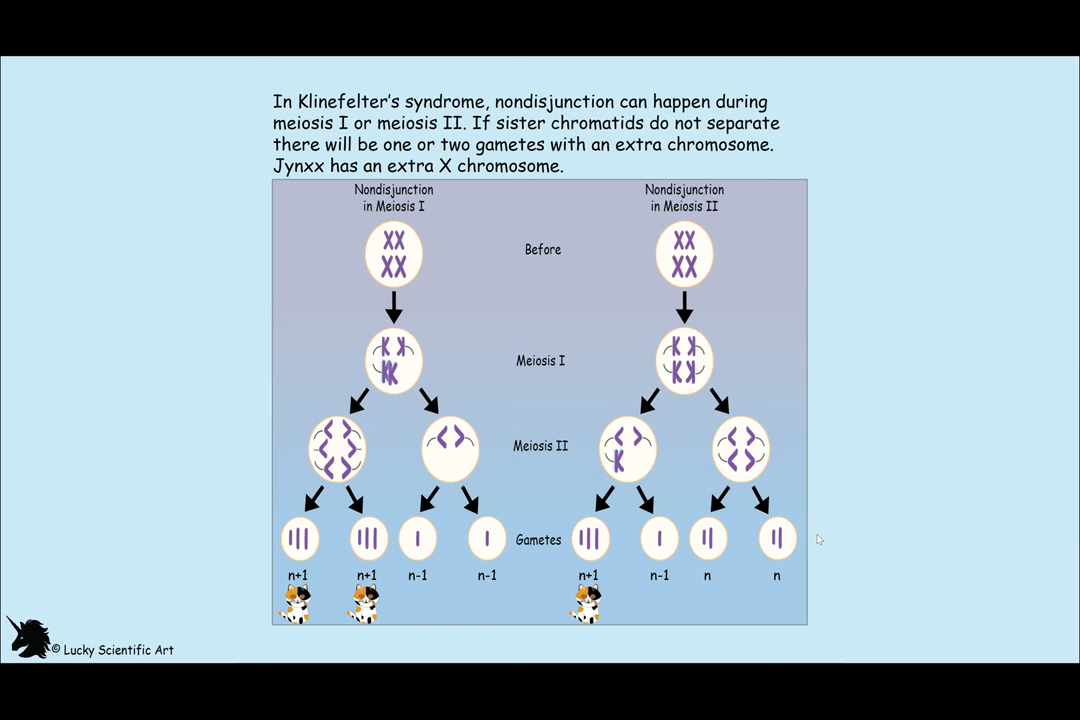 In Klinefelter's syndrome, nondisjunction can happen during
meiosis I or meiosis II. If sister chromatids do not separate
there will be one or two gametes with an extra chromosome.
Jynxx has an extra X chromosome.
Nondisjunction
in Meiosis I
Nondisjunction
in Meiosis II
Before
Meiosis I
Meiosis II
Gametes
n+1
n+1
n-1
n-1
n+1
n-1
n
n
© Lucky Scientific Art